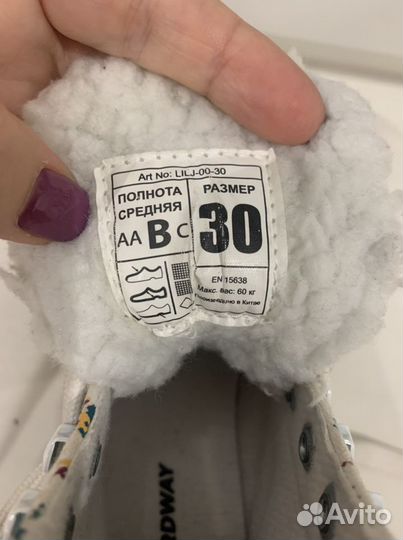 Art No: LILJ-00-30
ПОЛНОТА
СРЕДНЯЯ
AA B C
РАЗМЕР
30
EN 15638
Макс. вес: 60 кг
Произведено в Китае
RDWAY
Avito